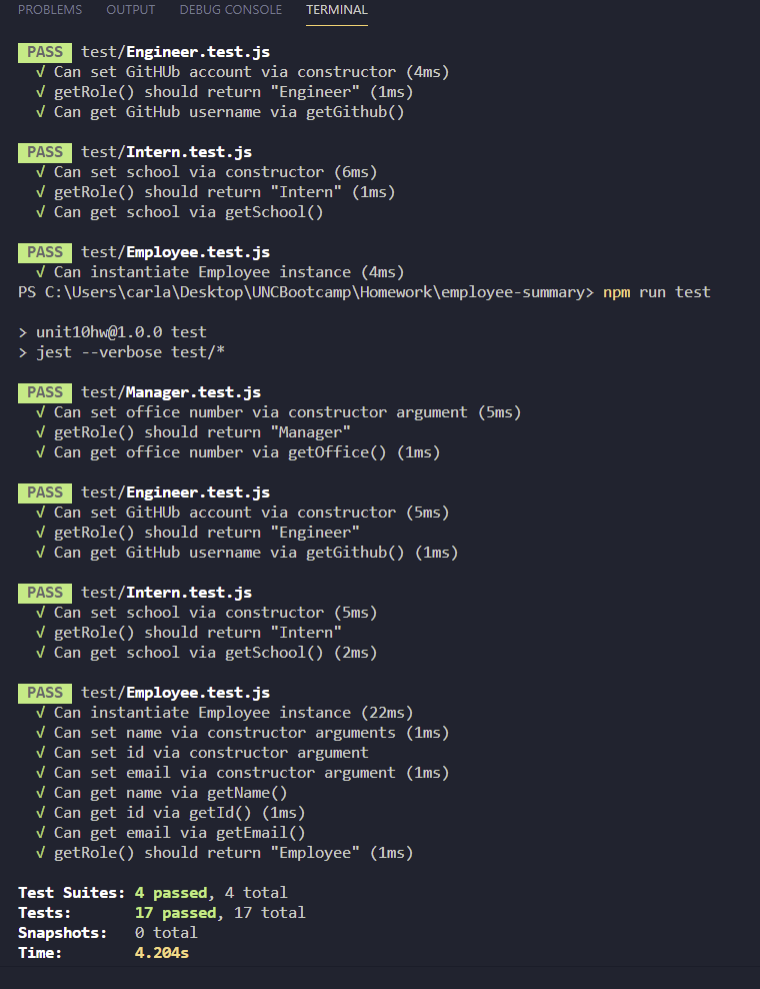 PROBLEMS OUTPUT DEBUG CONSOLE TERMINAL
PASS test/Engineer.test.js
√ Can set GitHUb account via constructor (4ms)
√ getRole() should return "Engineer" (1ms)
√ Can get GitHub username via getGithub()
PASS test/Intern.test.js
√ Can set school via constructor (6ms)
√ getRole() should return "Intern" (1ms)
√ Can get school via getSchool()
PASS test/Employee.test.js
√ Can instantiate Employee instance (4ms)
PS C:\Users\carla\Desktop\UNCBootcamp\Homework\employee-summary> npm run test
> unit10hw@1.0.0 test
> jest --verbose test/*
PASS test/Manager.test.js
√ Can set office number via constructor argument (5ms)
√ getRole() should return "Manager"
√ Can get office number via getOffice() (1ms)
PASS test/Engineer.test.js
√ Can set GitHUb account via constructor (5ms)
√ getRole() should return "Engineer"
√ Can get GitHub username via getGithub() (1ms)
PASS test/Intern.test.js
√ Can set school via constructor (5ms)
√ getRole() should return "Intern"
√ Can get school via getSchool() (2ms)
PASS test/Employee.test.js
√ Can instantiate Employee instance (22ms)
√ Can set name via constructor arguments (1ms)
√ Can set id via constructor argument
√ Can set email via constructor argument (1ms)
√ Can get name via getName()
√ Can get id via getId() (1ms)
√ Can get email via getEmail()
√ getRole() should return "Employee" (1ms)
Test Suites: 4 passed, 4 total
Tests: 17 passed, 17 total
Snapshots: 0 total
Time: 4.204s